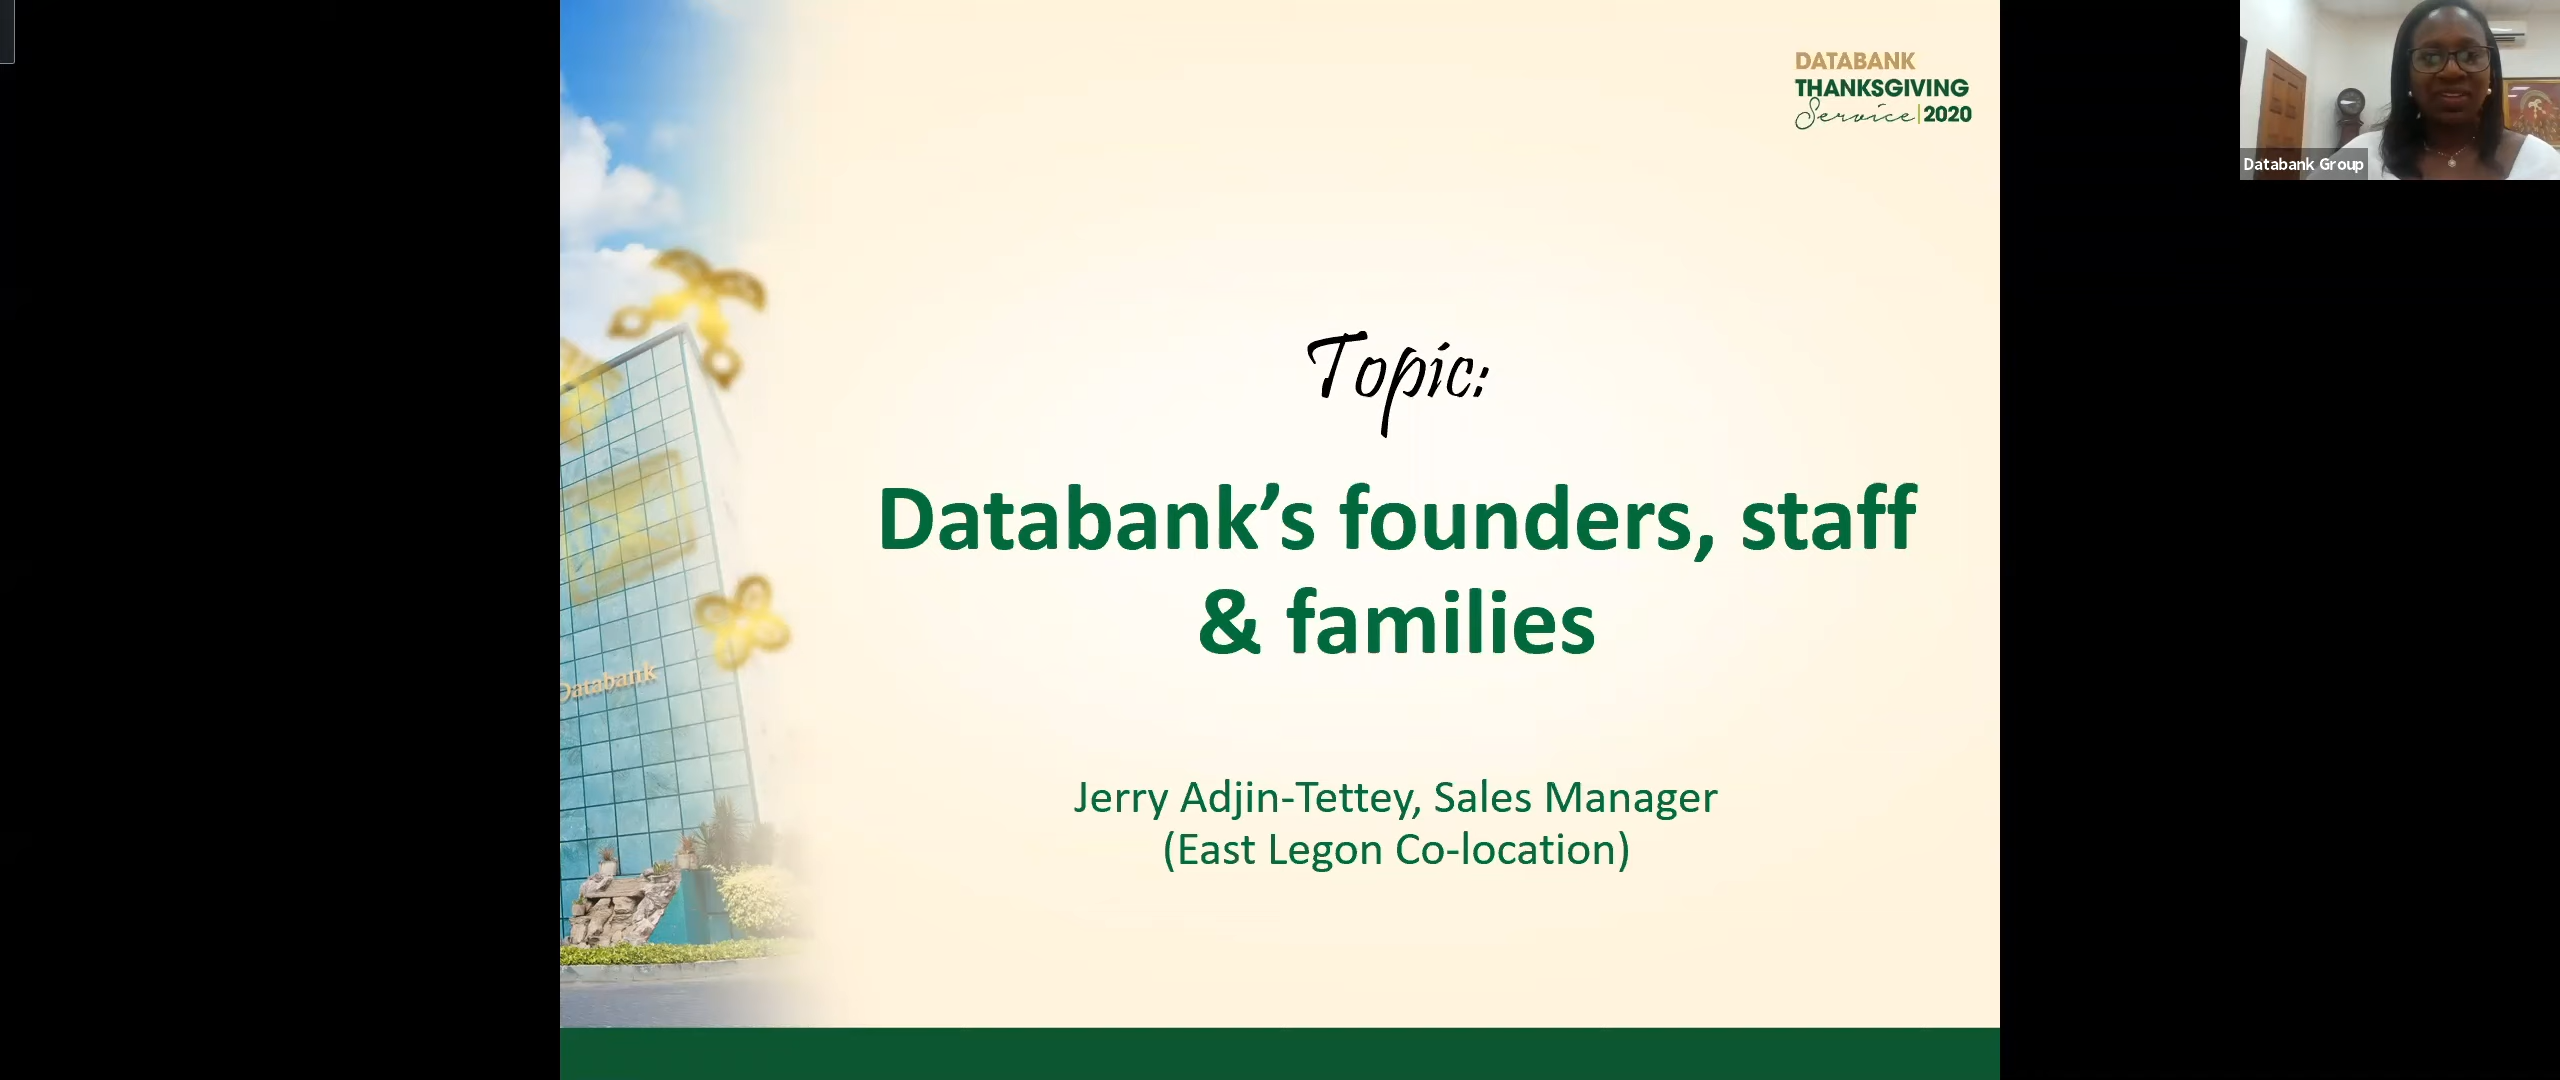 DATABANK
THANKSGIVING
Service | 2020
Databank Group
Topic:
Databank’s founders, staff
& families
Databank
Jerry Adjin-Tettey, Sales Manager
(East Legon Co-location)